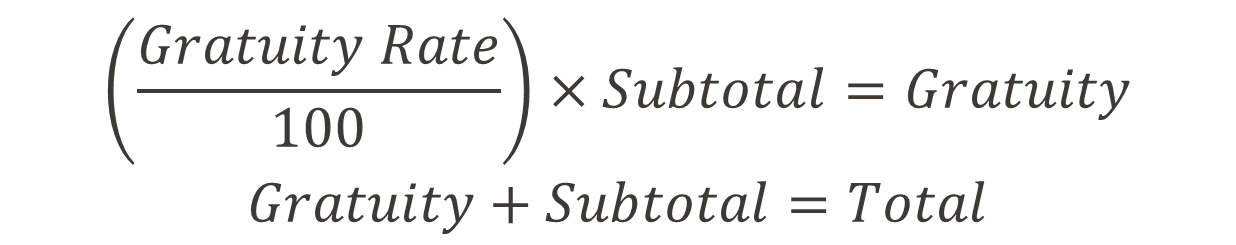 (Gratuity Rate / 100) × Subtotal = Gratuity
Gratuity + Subtotal = Total